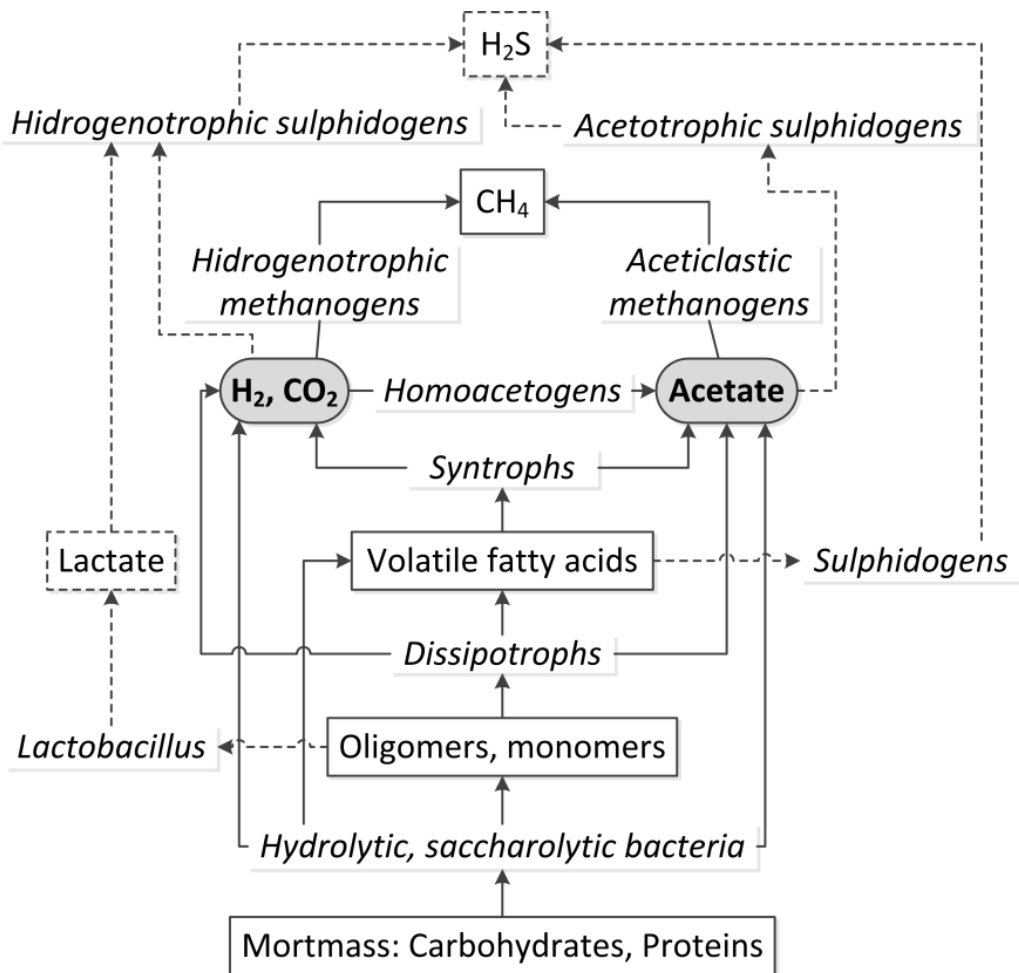 H₂S
Hidrogenotrophic sulphidogens
Acetotrophic sulphidogens
CH₄
Hidrogenotrophic
methanogens
Aceticlastic
methanogens
H₂, CO₂
Homoacetogens
Acetate
Syntrophs
Lactate
Volatile fatty acids
Sulphidogens
Dissipotrophs
Lactobacillus
Oligomers, monomers
Hydrolytic, saccharolytic bacteria
Mortmass: Carbohydrates, Proteins